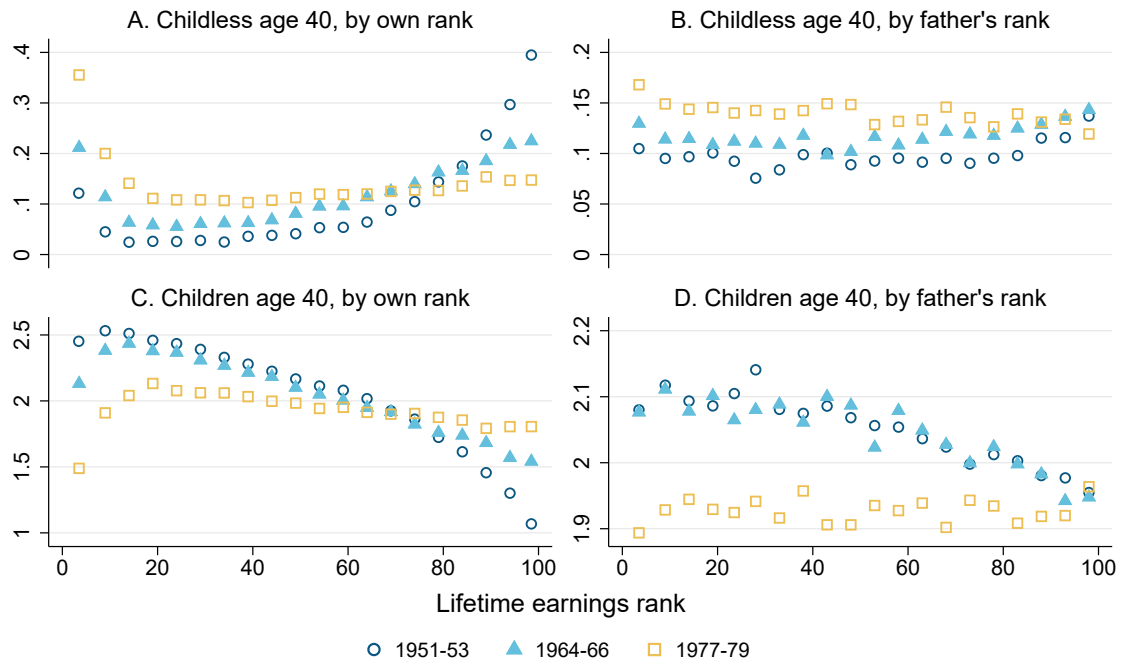 A. Childless age 40, by own rank
.4
.3
.2
.1
0
B. Childless age 40, by father's rank
.2
.15
.1
.05
0
C. Children age 40, by own rank
2.5
2
1.5
1
0 20 40 60 80 100
D. Children age 40, by father's rank
2.2
2.1
2
1.9
0 20 40 60 80 100
Lifetime earnings rank
1951-53 1964-66 1977-79